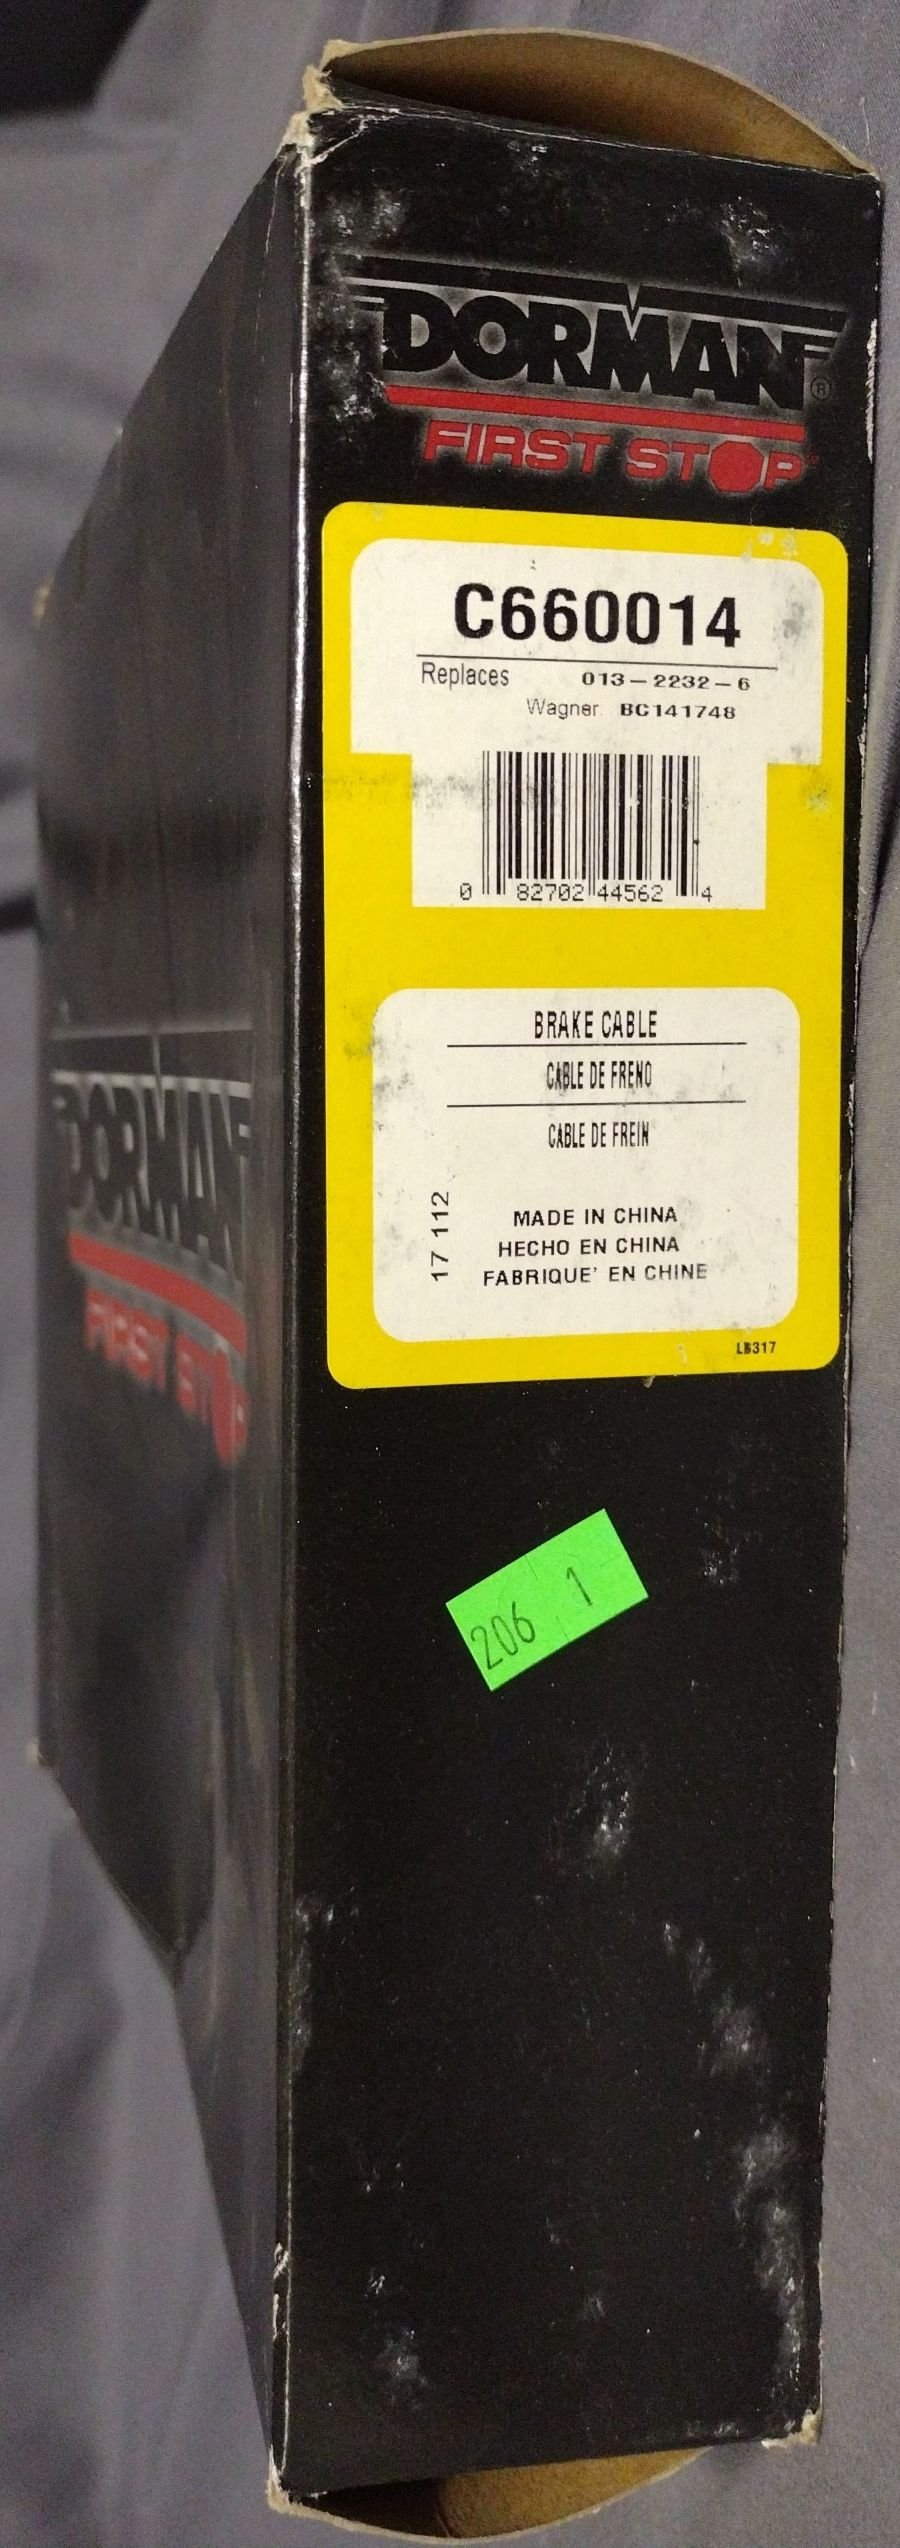 DORMAN®
FIRST STOP™
C660014
Replaces 013-2232-6
Wagner BC141748
0 82702 44562 4
BRAKE CABLE
CABLE DE FRENO
CABLE DE FREIN
17 112
MADE IN CHINA
HECHO EN CHINA
FABRIQUE' EN CHINE
LB317
206 1
DORMAN
FIRST STOP